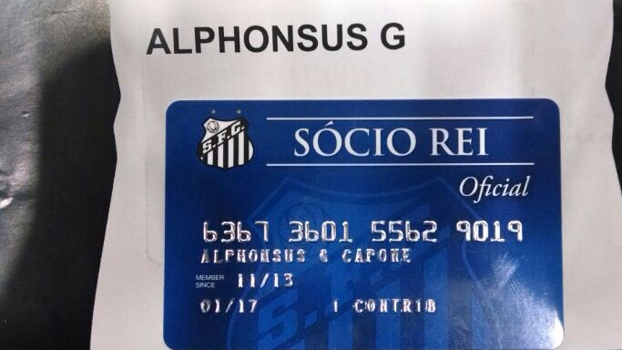 ALPHONSUS G
S.F.C.
SÓCIO REI
Oficial
6367 3601 5562 9019
ALPHONSUS G CAPONE
MEMBER SINCE 11/13
01/17 1 CONTRIB
S.F.C.